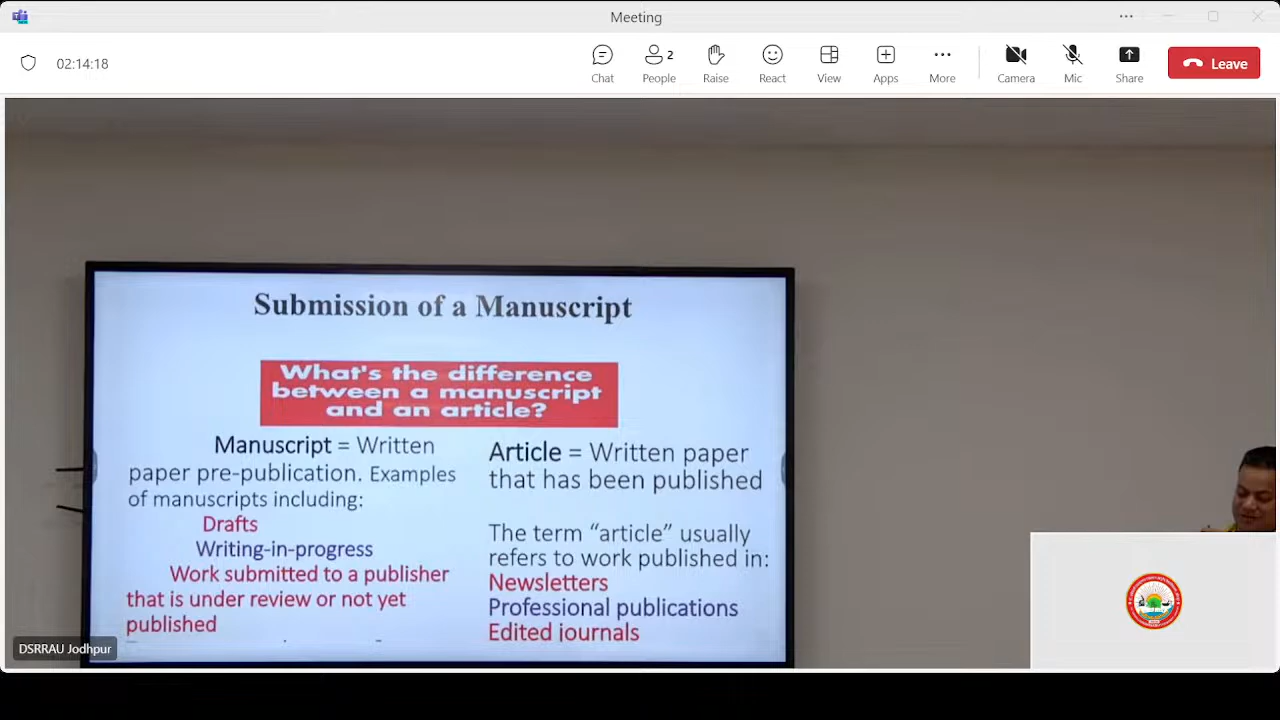 Meeting
02:14:18
Chat
People
2
Raise
React
View
Apps
More
Camera
Mic
Share
Leave
Submission of a Manuscript
What's the difference
between a manuscript
and an article?
Manuscript = Written
paper pre-publication. Examples
of manuscripts including:
Drafts
Writing-in-progress
Work submitted to a publisher
that is under review or not yet
published
Article = Written paper
that has been published
The term “article” usually
refers to work published in:
Newsletters
Professional publications
Edited journals
DSRRAU Jodhpur